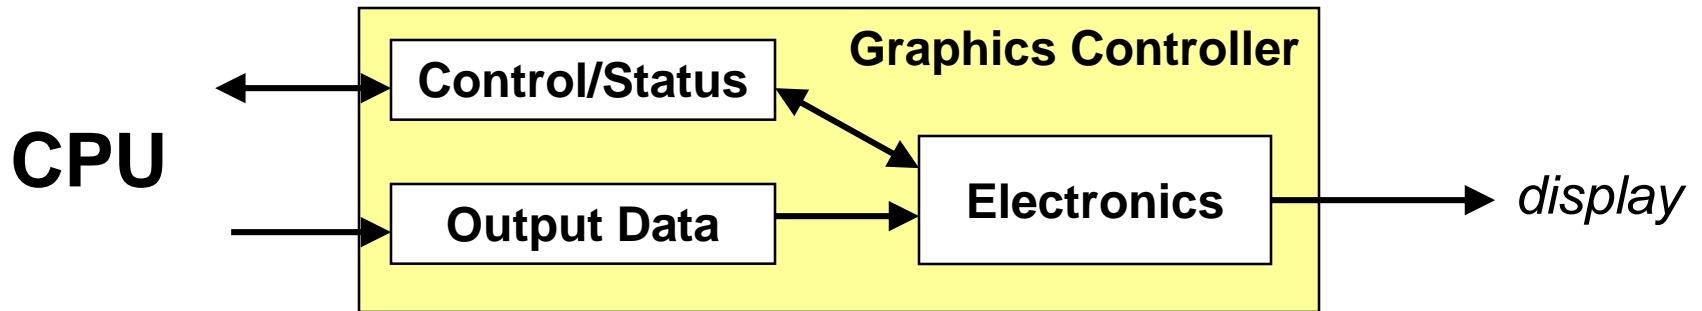 Graphics Controller
Control/Status
CPU
Output Data
Electronics
display